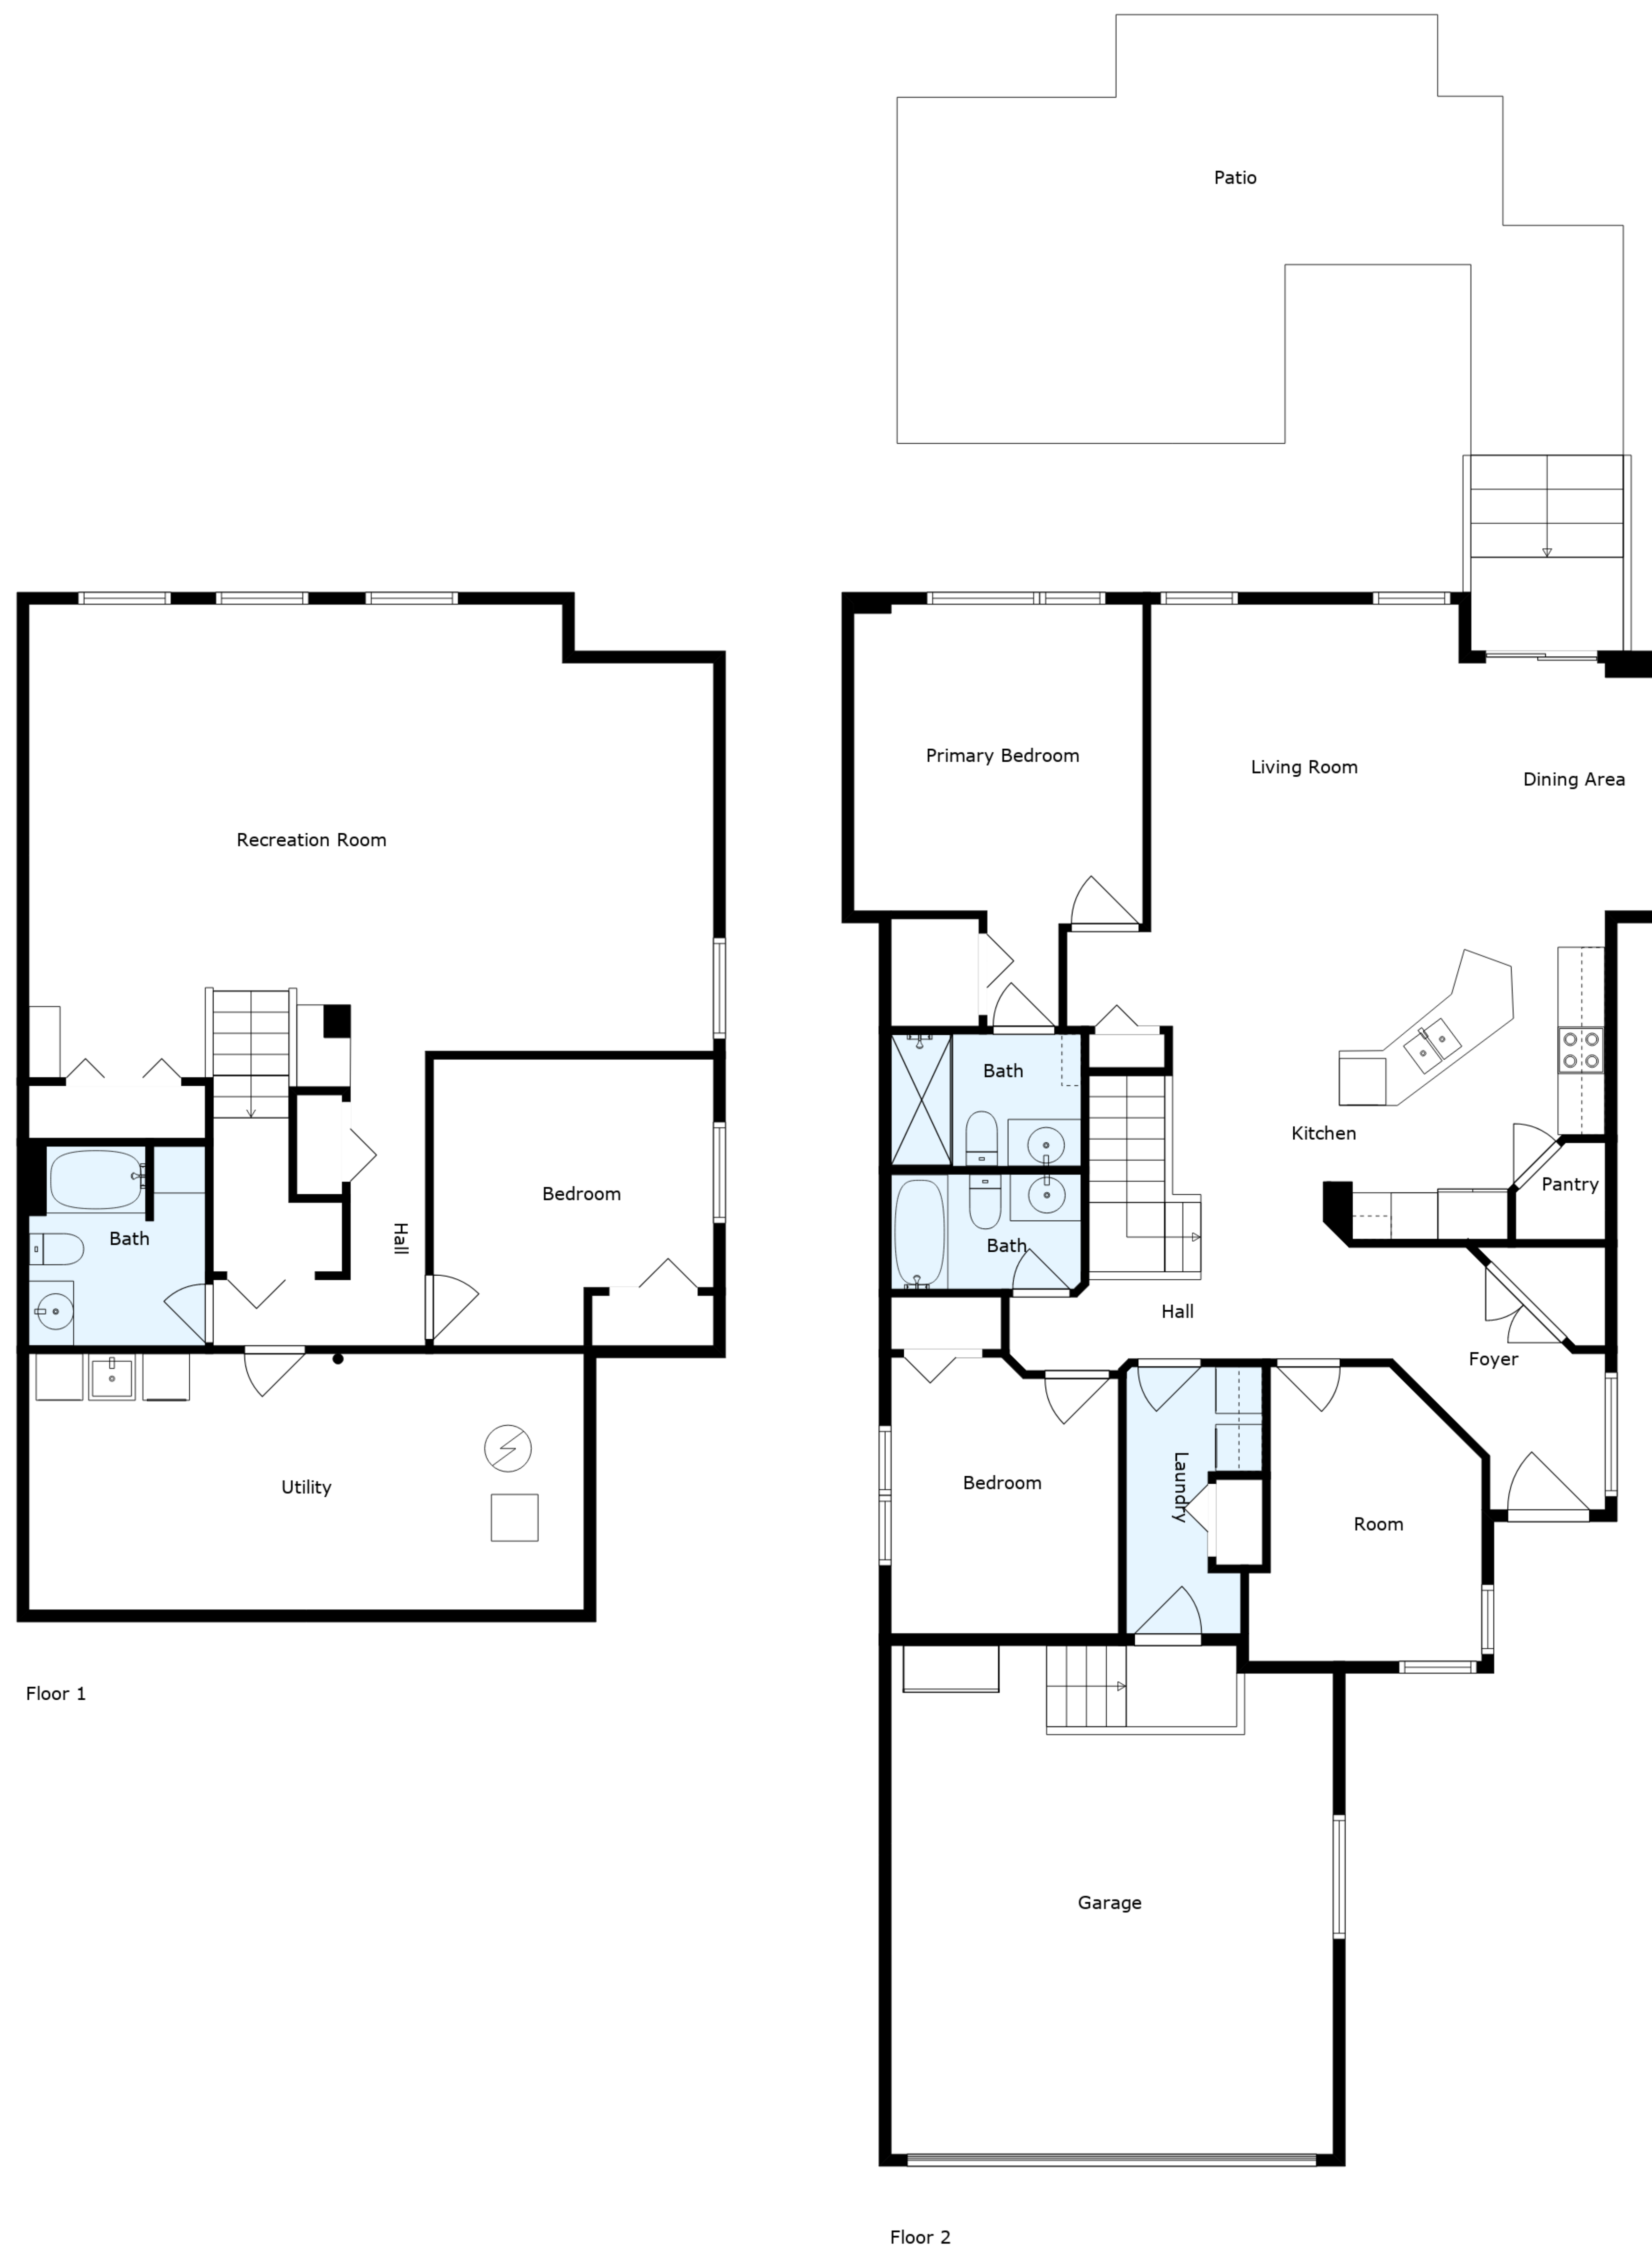 Patio
Primary Bedroom
Living Room
Dining Area
Recreation Room
Bath
Kitchen
Pantry
Bedroom
Bath
Hall
Bath
Hall
Foyer
Utility
Bedroom
Laundry
Room
Floor 1
Garage
Floor 2